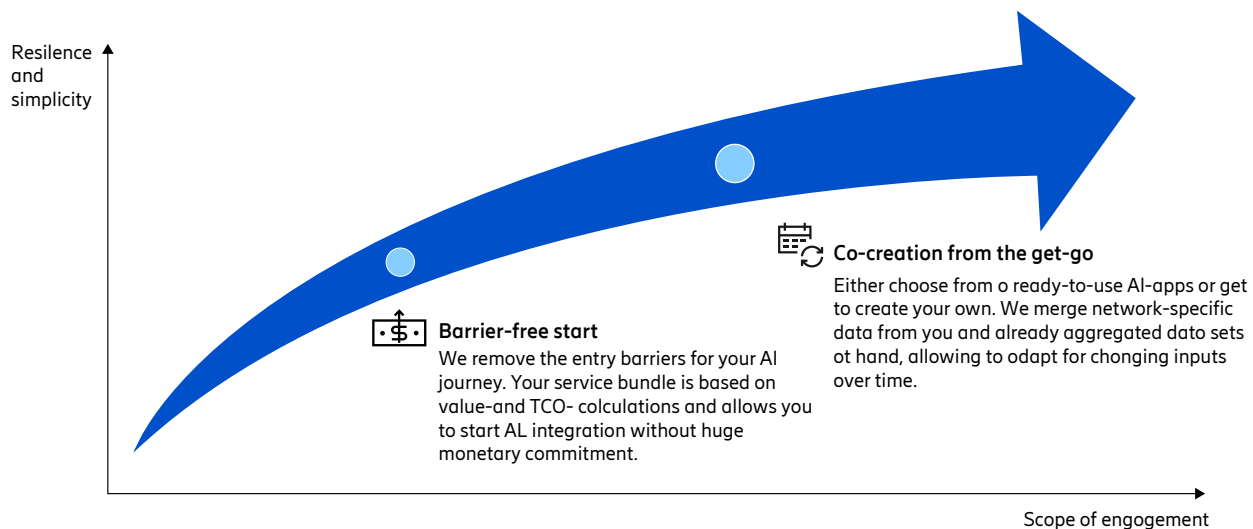 Resilence
and
simplicity
Barrier-free start
We remove the entry barriers for your AI
journey. Your service bundle is based on
value-and TCO- colculations and allows you
to start AL integration without huge
monetary commitment.
Co-creation from the get-go
Either choose from o ready-to-use AI-apps or get
to create your own. We merge network-specific
data from you and already aggregated dato sets
ot hand, allowing to odapt for chonging inputs
over time.
Scope of engogement